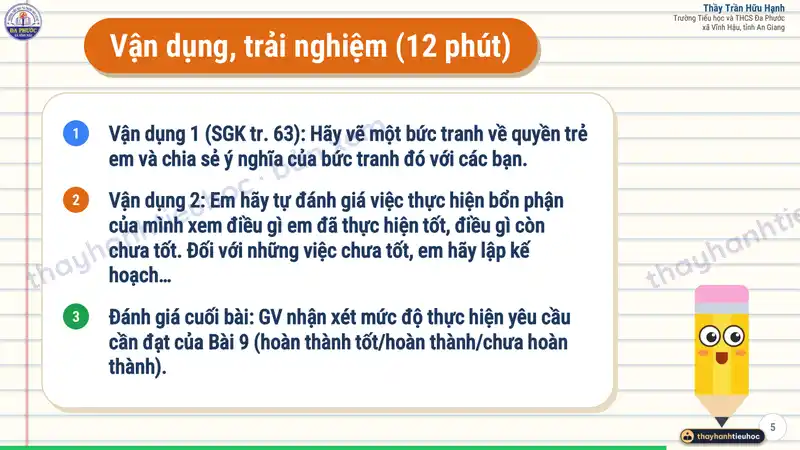 Thầy Trần Hữu Hạnh
Trường Tiểu học và THCS Đa Phước
xã Vĩnh Hậu, tỉnh An Giang
ĐA PHƯỚC
Vận dụng, trải nghiệm (12 phút)
1 Vận dụng 1 (SGK tr. 63): Hãy vẽ một bức tranh về quyền trẻ
em và chia sẻ ý nghĩa của bức tranh đó với các bạn.
2 Vận dụng 2: Em hãy tự đánh giá việc thực hiện bổn phận
của mình xem điều gì em đã thực hiện tốt, điều gì còn
chưa tốt. Đối với những việc chưa tốt, em hãy lập kế
hoạch...
3 Đánh giá cuối bài: GV nhận xét mức độ thực hiện yêu cầu
cần đạt của Bài 9 (hoàn thành tốt/hoàn thành/chưa hoàn
thành).
thayhanhtieuhoc
5